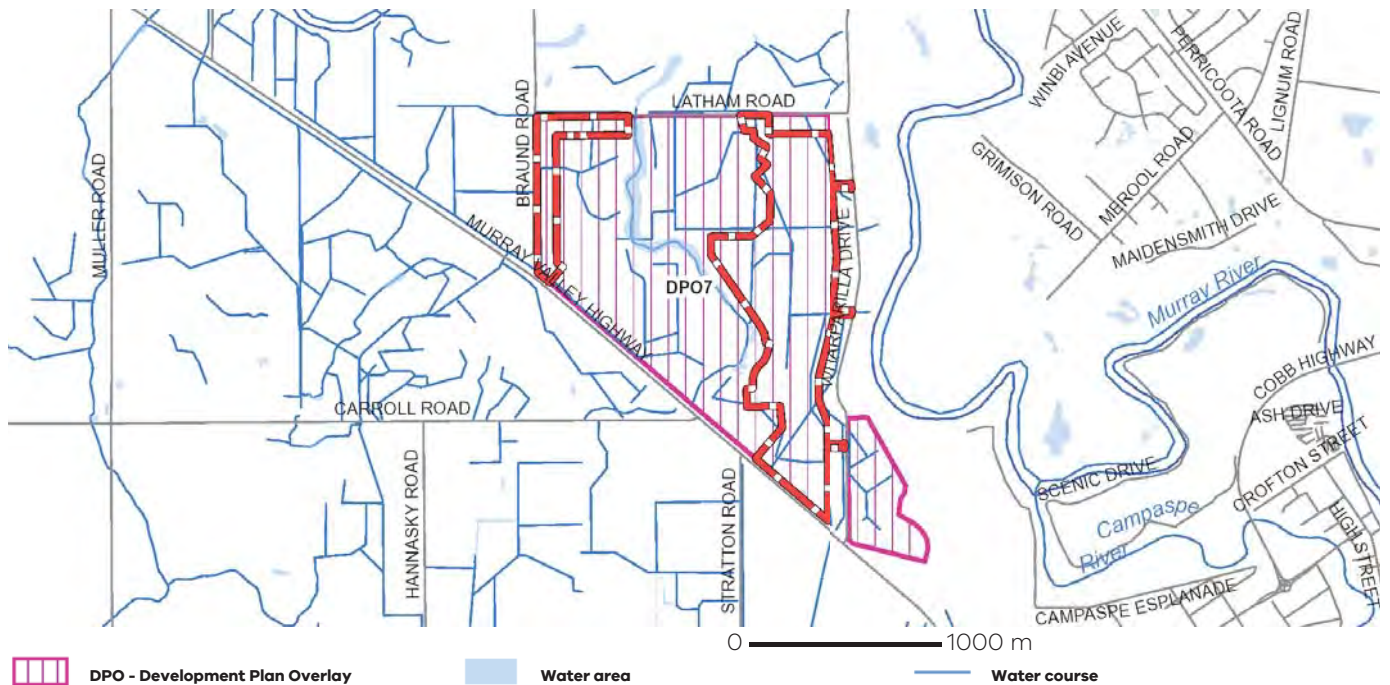 WINBI AVENUE
PERRICOOTA ROAD
LIGNUM ROAD
LATHAM ROAD
BRAUND ROAD
GRIMISON ROAD
MEROOL ROAD
MULLER ROAD
MURRAY VALLEY HIGHWAY
WHARPARILLA DRIVE
MAIDENSMITH DRIVE
DPO7
Murray River
COBB HIGHWAY
CARROLL ROAD
ASH DRIVE
CROFTON STREET
SCENIC DRIVE
HANNASKY ROAD
STRATTON ROAD
Campaspe
River
HIGH STREET
CAMPASPE ESPLANADE
0 1000 m
DPO - Development Plan Overlay
Water area
Water course